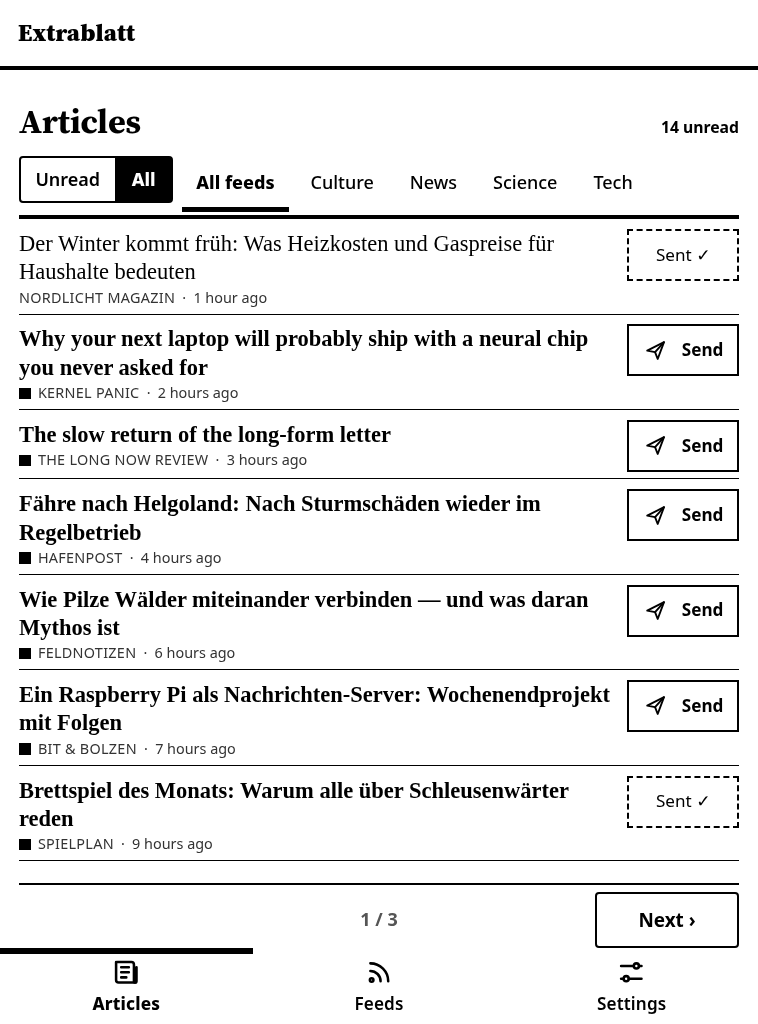 Extrablatt
Articles
14 unread
Unread All All feeds Culture News Science Tech
Der Winter kommt früh: Was Heizkosten und Gaspreise für
Haushalte bedeuten
NORDLICHT MAGAZIN · 1 hour ago
Sent ✓
Why your next laptop will probably ship with a neural chip
you never asked for
KERNEL PANIC · 2 hours ago
Send
The slow return of the long-form letter
THE LONG NOW REVIEW · 3 hours ago
Send
Fähre nach Helgoland: Nach Sturmschäden wieder im
Regelbetrieb
HAFENPOST · 4 hours ago
Send
Wie Pilze Wälder miteinander verbinden — und was daran
Mythos ist
FELDNOTIZEN · 6 hours ago
Send
Ein Raspberry Pi als Nachrichten-Server: Wochenendprojekt
mit Folgen
BIT & BOLZEN · 7 hours ago
Send
Brettspiel des Monats: Warum alle über Schleusenwärter
reden
SPIELPLAN · 9 hours ago
Sent ✓
1 / 3
Next ›
Articles Feeds Settings